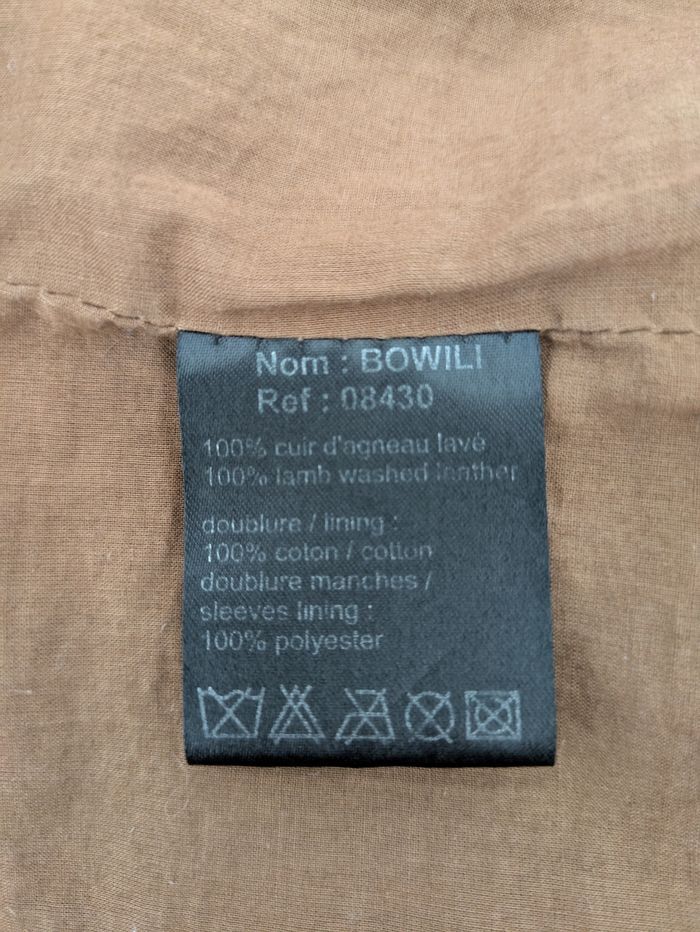 Nom : BOWILI
Ref : 08430
100% cuir d'agneau lavé
100% lamb washed leather
doublure / lining :
100% coton / cotton
doublure manches /
sleeves lining :
100% polyester